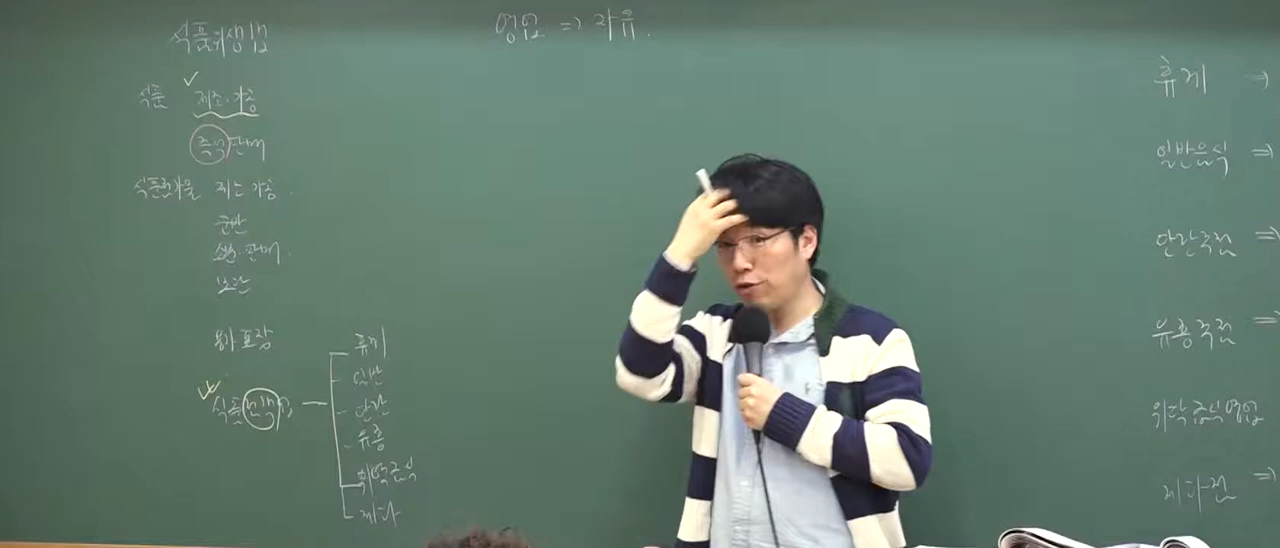 식품위생법
식품 제조·가공
즉석판매
식품첨가물 제조가공.
운반
소분·판매.
보존
용기포장
식품접객업
휴게
일반
단란
유흥
위탁급식
제과
영업 ⇒ 자유.
휴게 ⇒
일반음식 ⇒
단란주점 ⇒
유흥주점 ⇒
위탁급식영업
제과점 ⇒